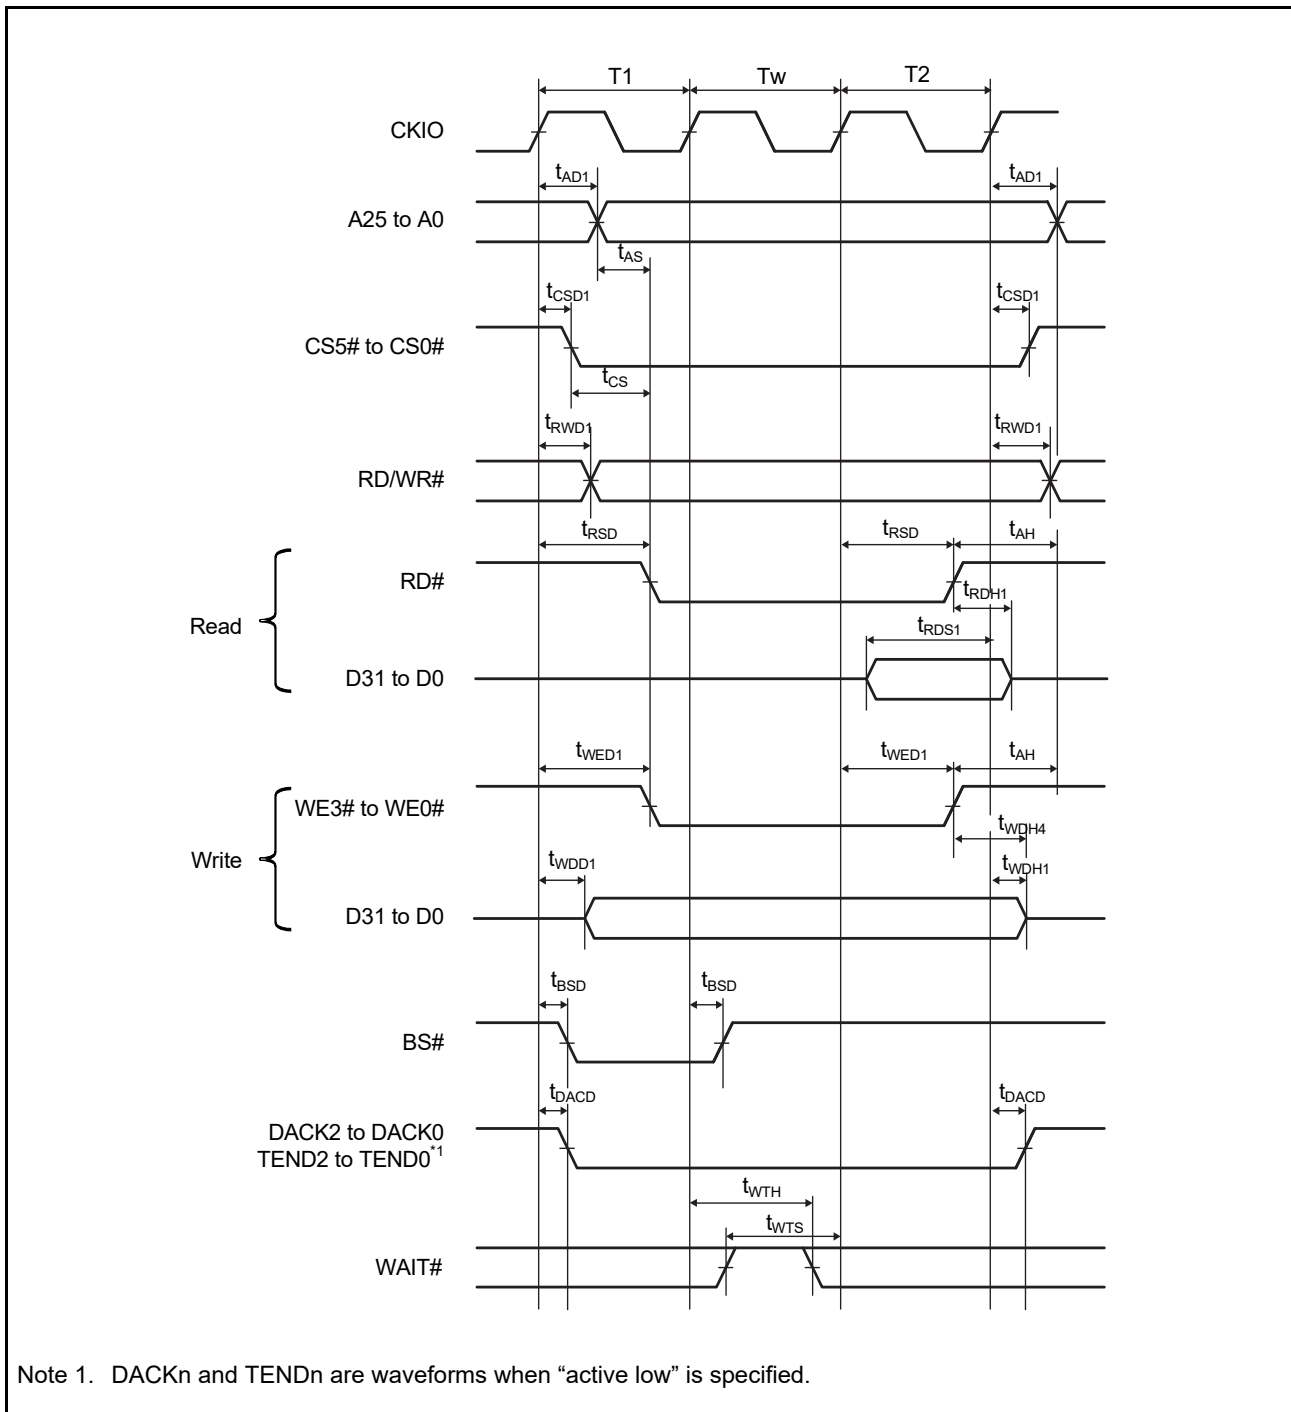 T1 Tw T2
CKIO
tAD1 tAD1
A25 to A0
tAS
tCSD1 tCSD1
CS5# to CS0#
tCS
tRWD1 tRWD1
RD/WR#
tRSD tRSD tAH
RD#
tRDH1
Read
tRDS1
D31 to D0
tWED1 tWED1 tAH
WE3# to WE0#
tWDH4
Write
tWDD1 tWDH1
D31 to D0
tBSD tBSD
BS#
tDACD tDACD
DACK2 to DACK0
TEND2 to TEND0*1
tWTH
tWTS
WAIT#
Note 1. DACKn and TENDn are waveforms when “active low” is specified.